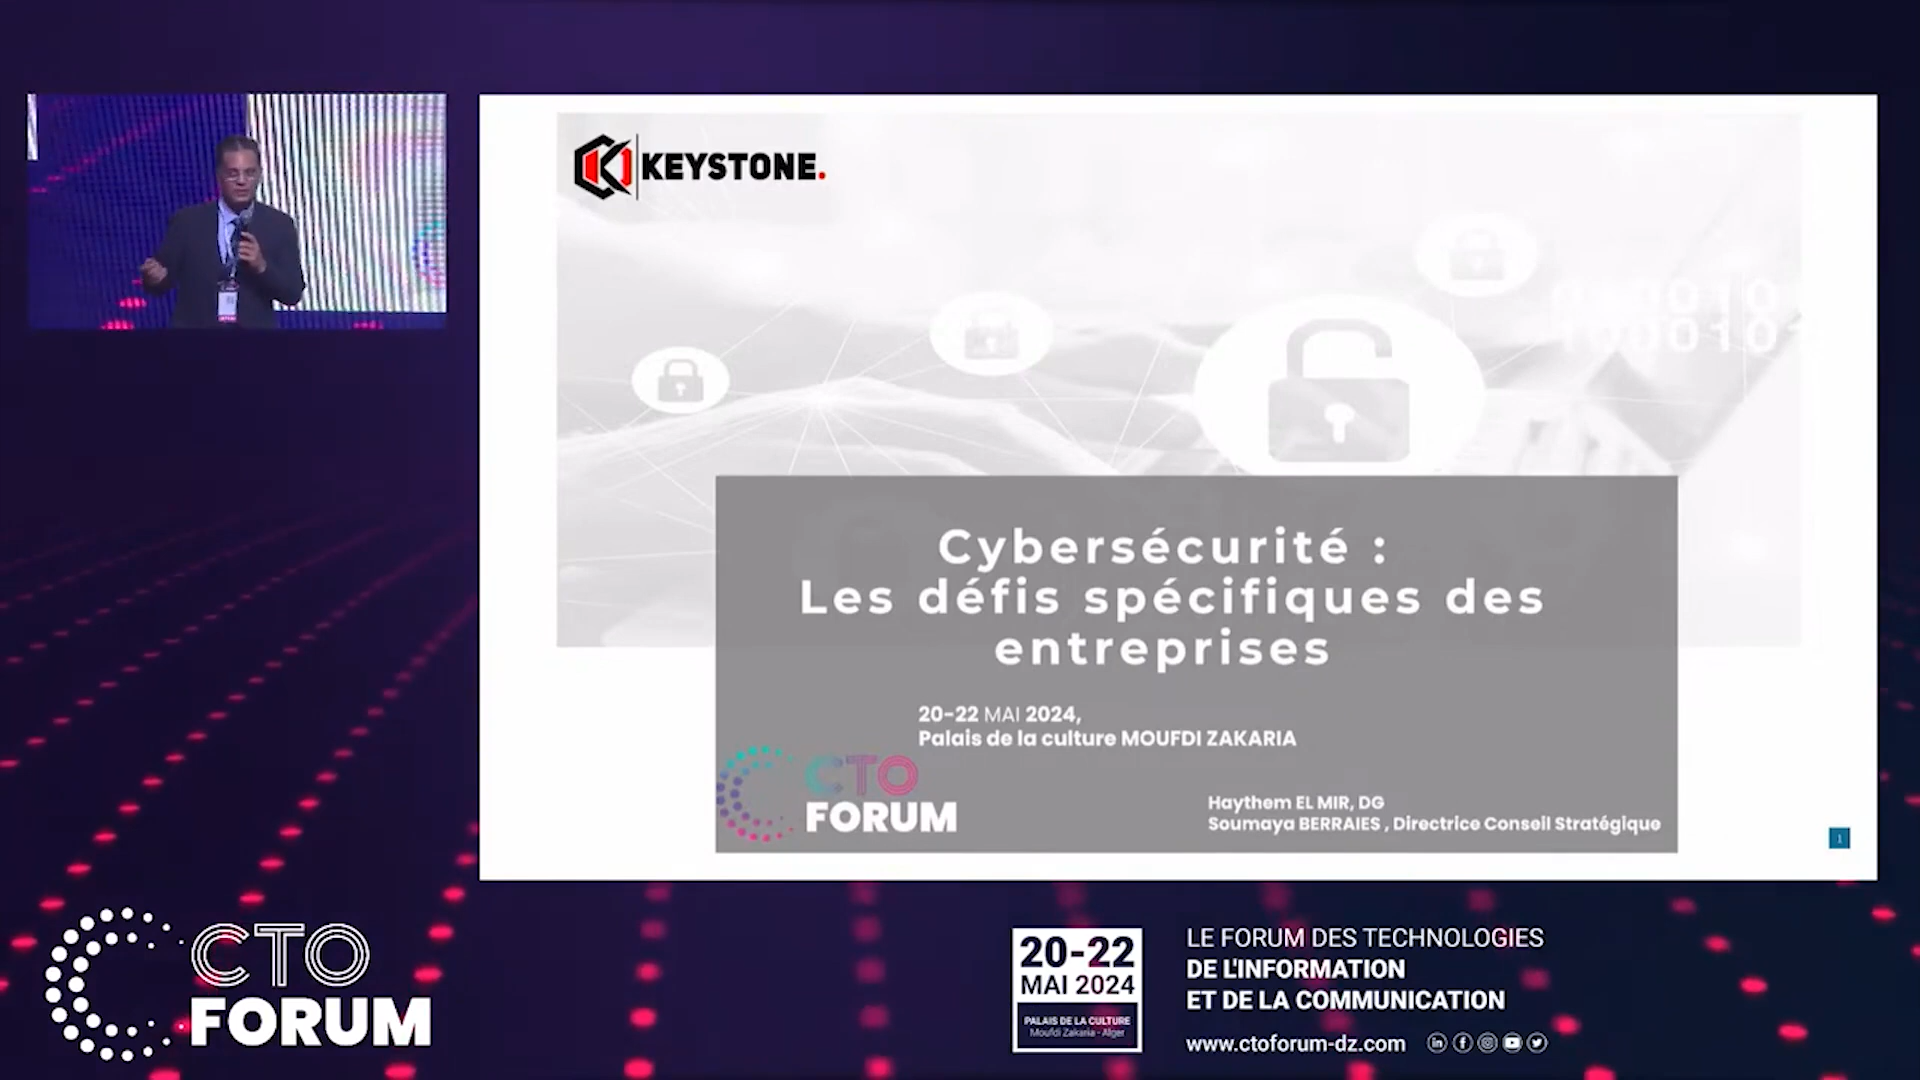 KEYSTONE.
010010
1000101
Cybersécurité :
Les défis spécifiques des
entreprises
20-22 MAI 2024,
Palais de la culture MOUFDI ZAKARIA
CTO
FORUM
Haythem EL MIR, DG
Soumaya BERRAIES , Directrice Conseil Stratégique
1
CTO
FORUM
20-22
MAI 2024
PALAIS DE LA CULTURE
Moufdi Zakaria - Alger
LE FORUM DES TECHNOLOGIES
DE L'INFORMATION
ET DE LA COMMUNICATION
www.ctoforum-dz.com